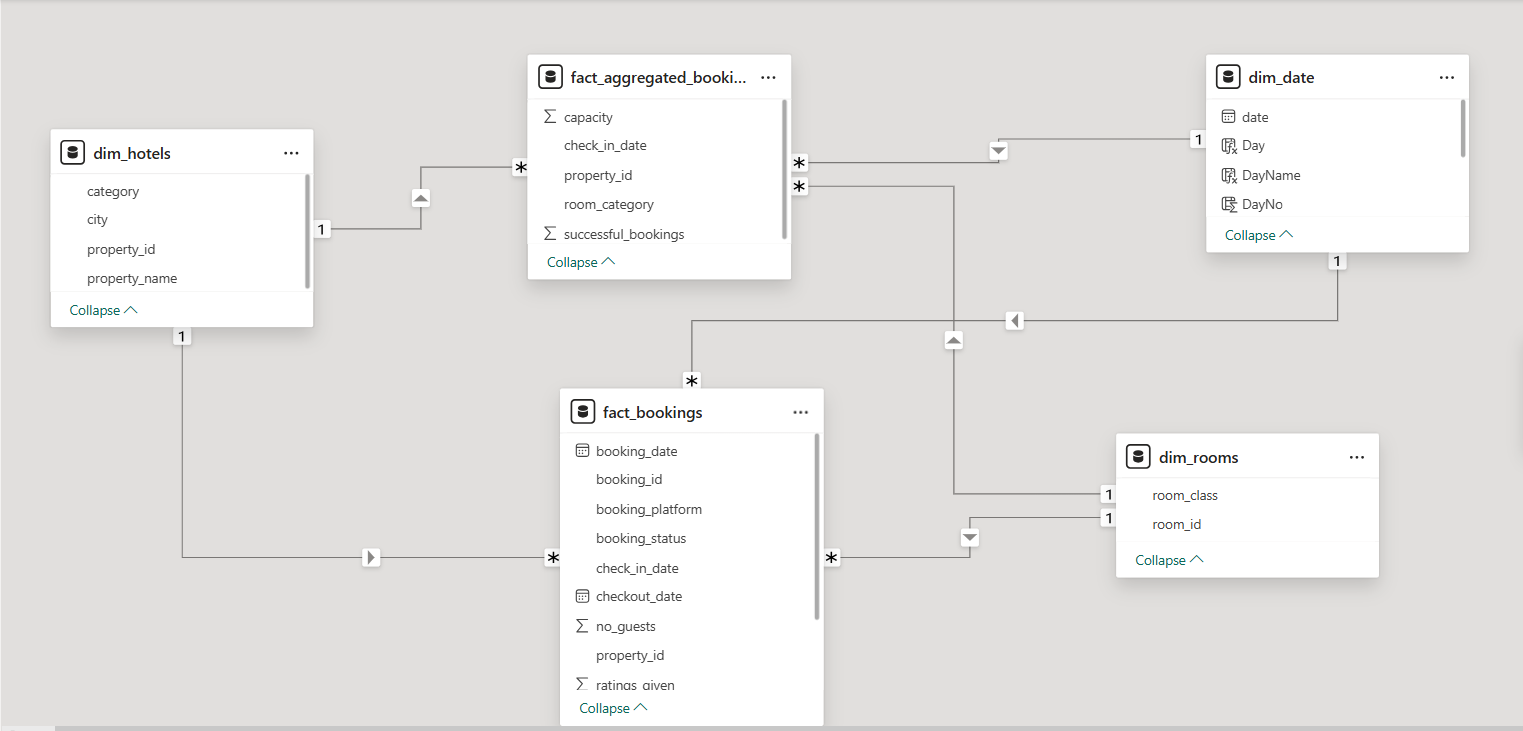 dim_hotels ...
category
city
property_id
property_name
Collapse
1
1
fact_aggregated_booki... ...
Σ capacity
check_in_date
property_id
room_category
Σ successful_bookings
Collapse
*
*
*
dim_date ...
date
Day
DayName
DayNo
Collapse
1
1
fact_bookings ...
booking_date
booking_id
booking_platform
booking_status
check_in_date
checkout_date
Σ no_guests
property_id
Σ ratings_given
Collapse
*
*
*
dim_rooms ...
room_class
room_id
Collapse
1
1